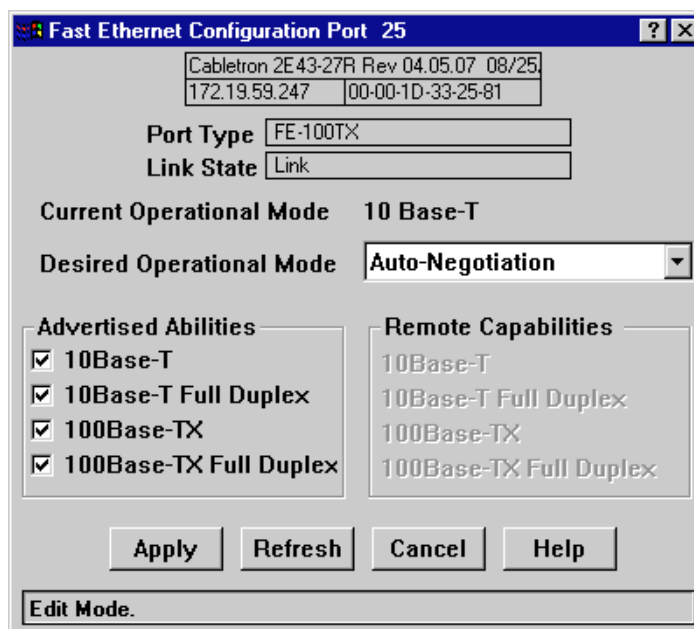 Fast Ethernet Configuration Port 25
Cabletron 2E43-27R Rev 04.05.07 08/25
172.19.59.247 00-00-1D-33-25-81
Port Type FE-100TX
Link State Link
Current Operational Mode 10 Base-T
Desired Operational Mode Auto-Negotiation
Advertised Abilities
10Base-T
10Base-T Full Duplex
100Base-TX
100Base-TX Full Duplex
Remote Capabilities
10Base-T
10Base-T Full Duplex
100Base-TX
100Base-TX Full Duplex
Apply Refresh Cancel Help
Edit Mode.